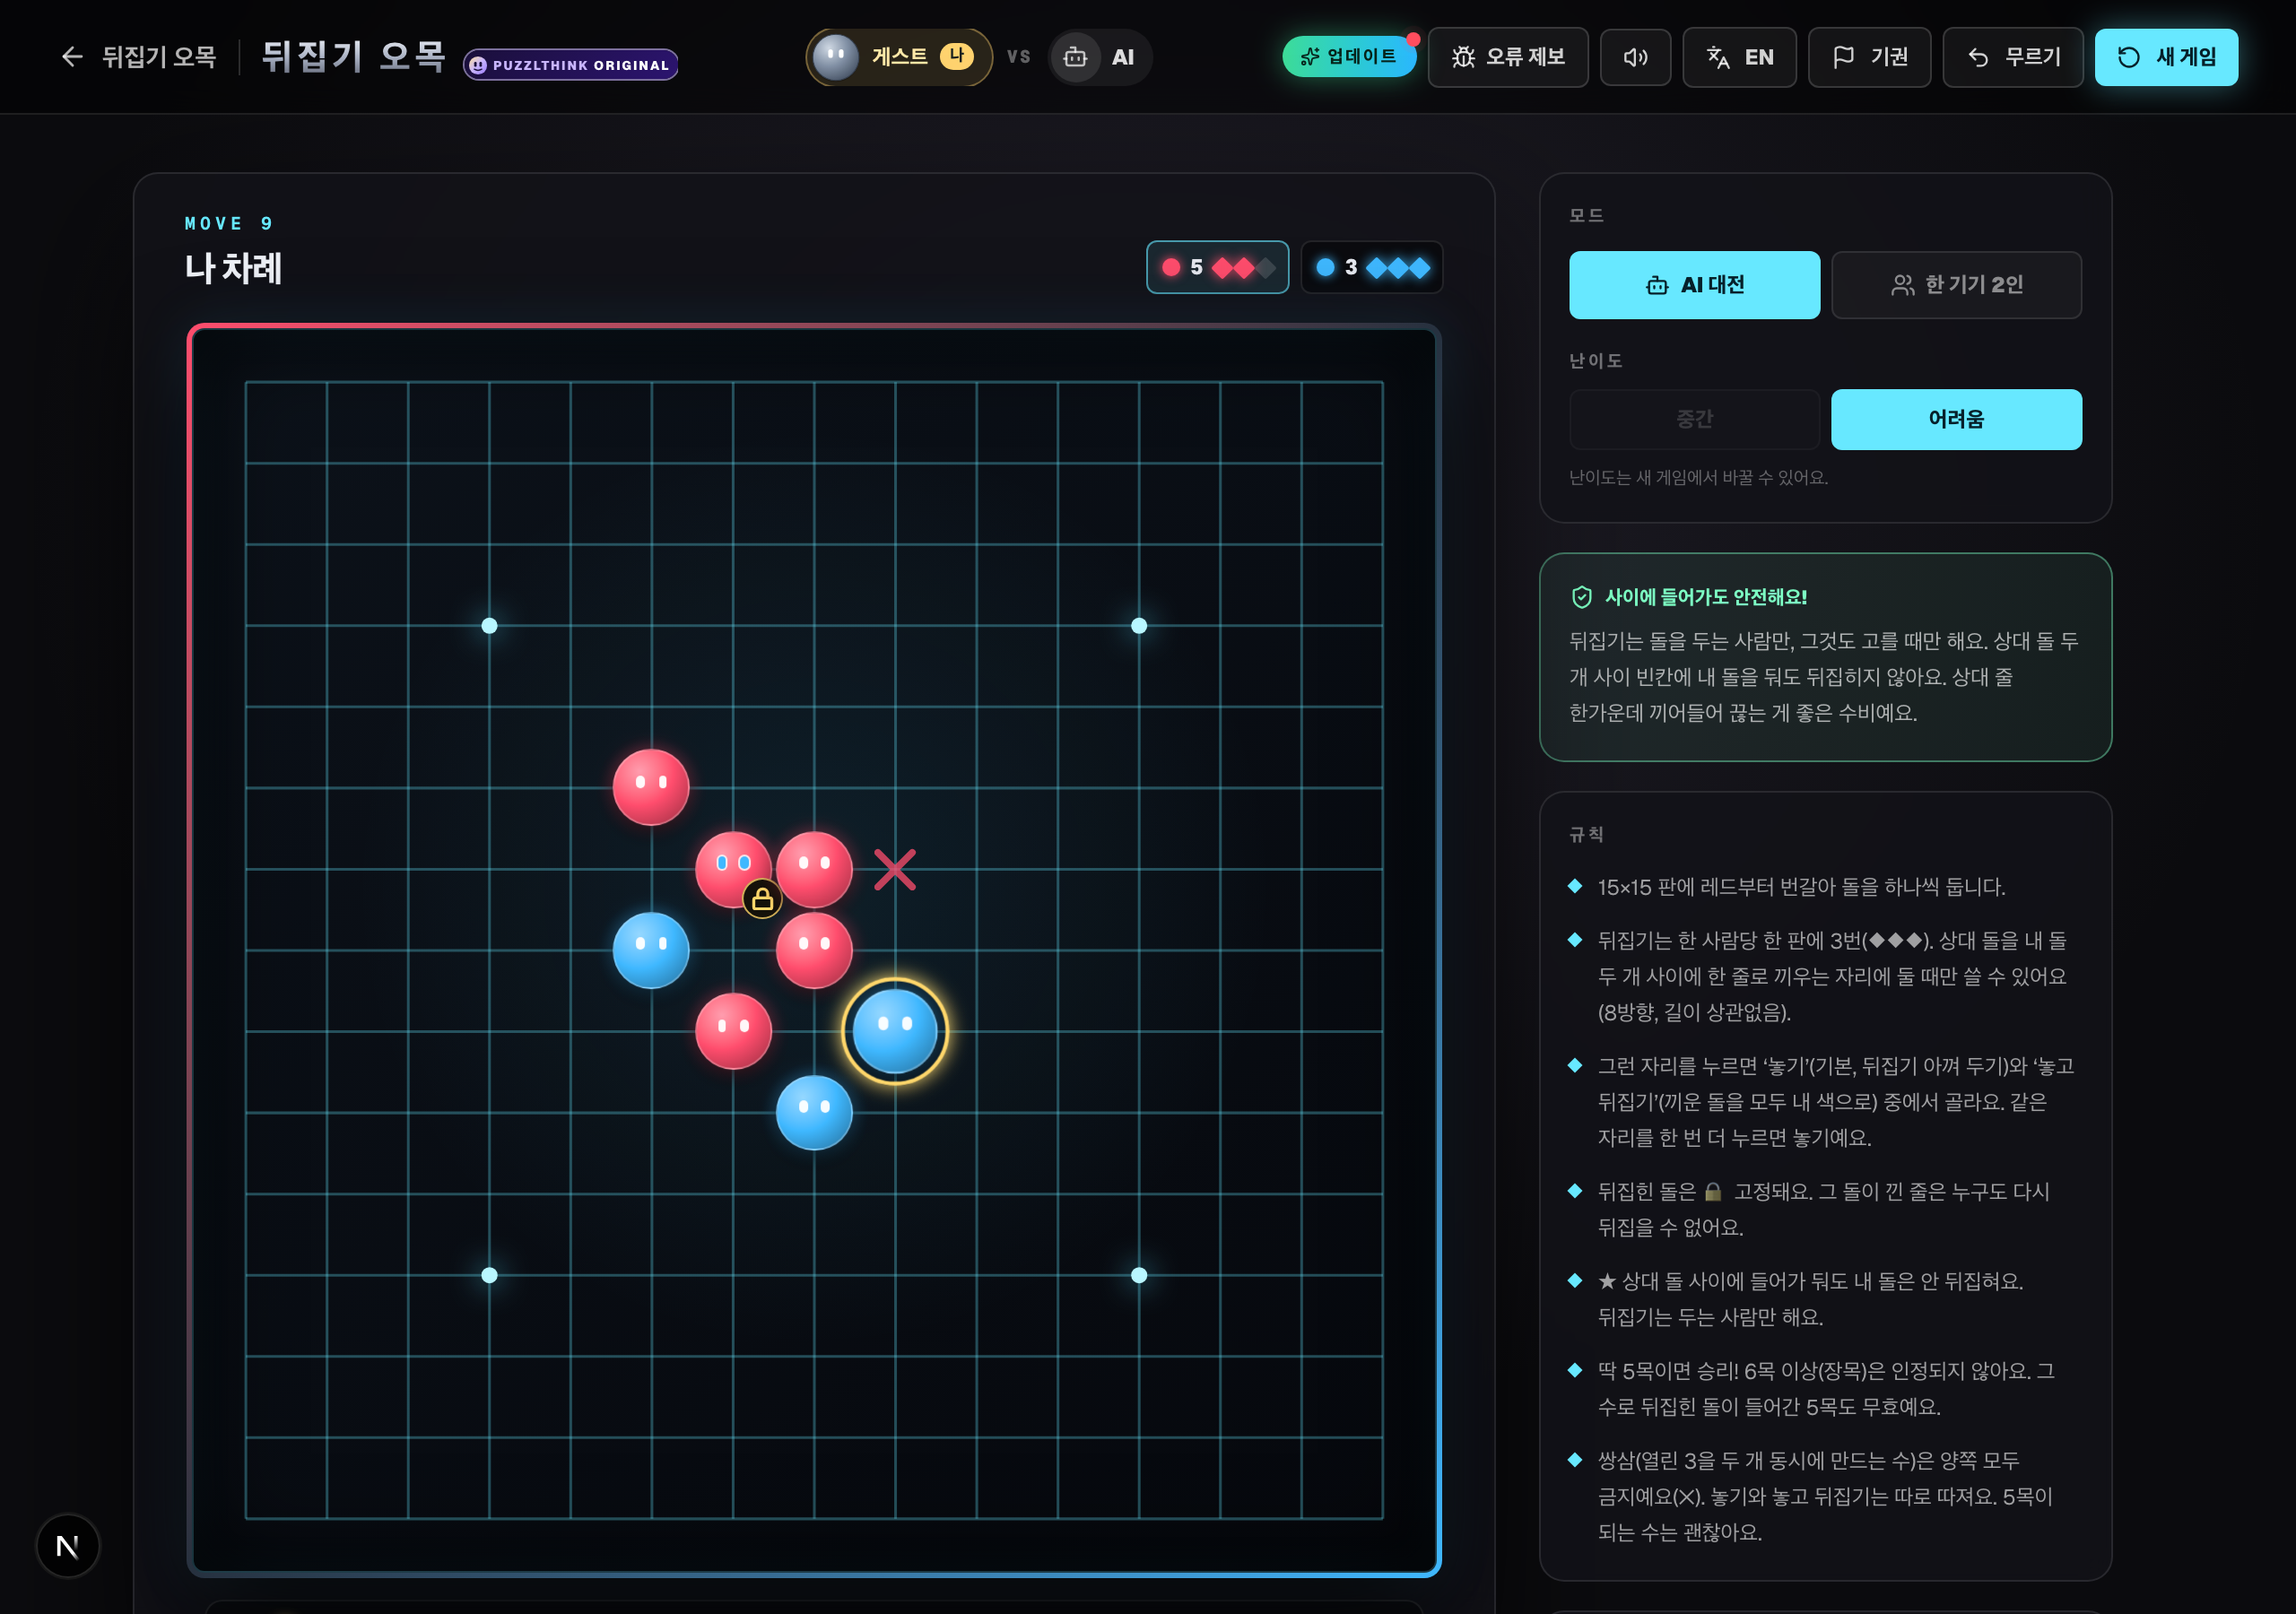 뒤집기 오목
뒤집기 오목
PUZZLTHINK ORIGINAL
게스트 나 VS AI
업데이트
오류 제보
EN
기권
무르기
새 게임
MOVE 9
나 차례
5
3
모드
AI 대전
한 기기 2인
난이도
중간
어려움
난이도는 새 게임에서 바꿀 수 있어요.
사이에 들어가도 안전해요!
뒤집기는 돌을 두는 사람만, 그것도 고를 때만 해요. 상대 돌 두
개 사이 빈칸에 내 돌을 둬도 뒤집히지 않아요. 상대 줄
한가운데 끼어들어 끊는 게 좋은 수비예요.
규칙
15×15 판에 레드부터 번갈아 돌을 하나씩 둡니다.
뒤집기는 한 사람당 한 판에 3번(◆◆◆). 상대 돌을 내 돌
두 개 사이에 한 줄로 끼우는 자리에 둘 때만 쓸 수 있어요
(8방향, 길이 상관없음).
그런 자리를 누르면 ‘놓기’(기본, 뒤집기 아껴 두기)와 ‘놓고
뒤집기’(끼운 돌을 모두 내 색으로) 중에서 골라요. 같은
자리를 한 번 더 누르면 놓기예요.
뒤집힌 돌은 🔒 고정돼요. 그 돌이 낀 줄은 누구도 다시
뒤집을 수 없어요.
★ 상대 돌 사이에 들어가 둬도 내 돌은 안 뒤집혀요.
뒤집기는 두는 사람만 해요.
딱 5목이면 승리! 6목 이상(장목)은 인정되지 않아요. 그
수로 뒤집힌 돌이 들어간 5목도 무효예요.
쌍삼(열린 3을 두 개 동시에 만드는 수)은 양쪽 모두
금지예요(✕). 놓기와 놓고 뒤집기는 따로 따져요. 5목이
되는 수는 괜찮아요.
N